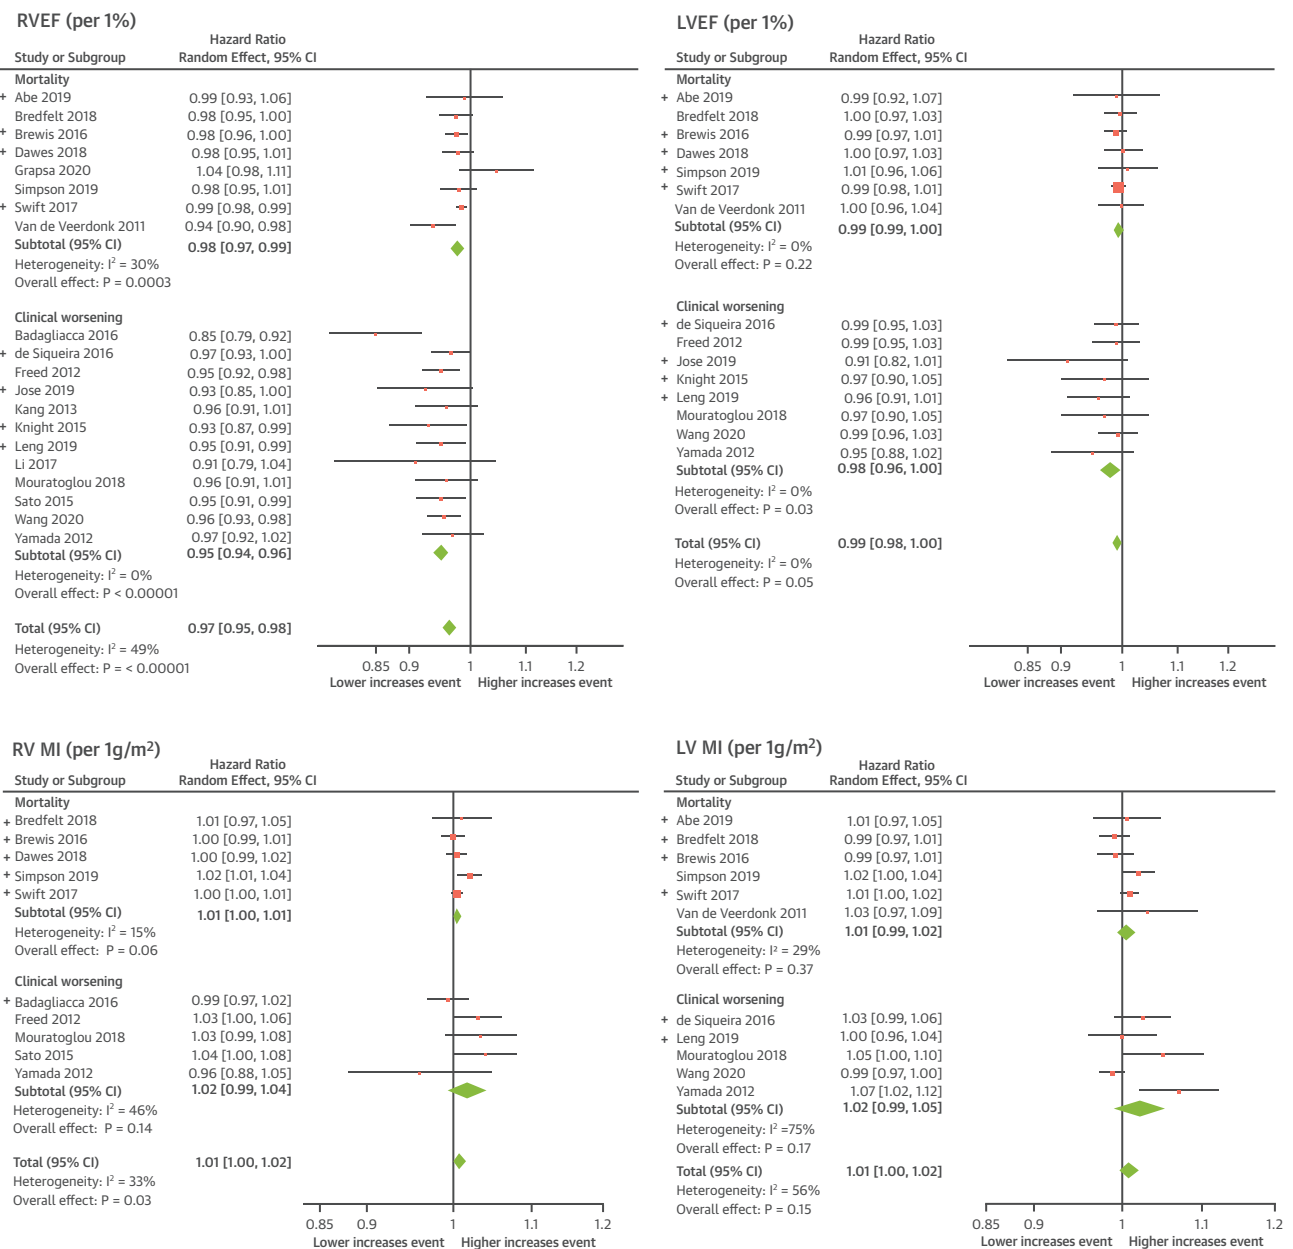 RVEF (per 1%)
Hazard Ratio
Study or Subgroup Random Effect, 95% CI
Mortality
+ Abe 2019 0.99 [0.93, 1.06]
Bredfelt 2018 0.98 [0.95, 1.00]
+ Brewis 2016 0.98 [0.96, 1.00]
+ Dawes 2018 0.98 [0.95, 1.01]
Grapsa 2020 1.04 [0.98, 1.11]
Simpson 2019 0.98 [0.95, 1.01]
+ Swift 2017 0.99 [0.98, 0.99]
Van de Veerdonk 2011 0.94 [0.90, 0.98]
Subtotal (95% CI) 0.98 [0.97, 0.99]
Heterogeneity: I² = 30%
Overall effect: P = 0.0003
Clinical worsening
Badagliacca 2016 0.85 [0.79, 0.92]
+ de Siqueira 2016 0.97 [0.93, 1.00]
Freed 2012 0.95 [0.92, 0.98]
+ Jose 2019 0.93 [0.85, 1.00]
Kang 2013 0.96 [0.91, 1.01]
+ Knight 2015 0.93 [0.87, 0.99]
+ Leng 2019 0.95 [0.91, 0.99]
Li 2017 0.91 [0.79, 1.04]
Mouratoglou 2018 0.96 [0.91, 1.01]
Sato 2015 0.95 [0.91, 0.99]
Wang 2020 0.96 [0.93, 0.98]
Yamada 2012 0.97 [0.92, 1.02]
Subtotal (95% CI) 0.95 [0.94, 0.96]
Heterogeneity: I² = 0%
Overall effect: P < 0.00001
Total (95% CI) 0.97 [0.95, 0.98]
Heterogeneity: I² = 49%
Overall effect: P = < 0.00001
0.85 0.9 1 1.1 1.2
Lower increases event Higher increases event
LVEF (per 1%)
Hazard Ratio
Study or Subgroup Random Effect, 95% CI
Mortality
+ Abe 2019 0.99 [0.92, 1.07]
Bredfelt 2018 1.00 [0.97, 1.03]
+ Brewis 2016 0.99 [0.97, 1.01]
+ Dawes 2018 1.00 [0.97, 1.03]
+ Simpson 2019 1.01 [0.96, 1.06]
+ Swift 2017 0.99 [0.98, 1.01]
Van de Veerdonk 2011 1.00 [0.96, 1.04]
Subtotal (95% CI) 0.99 [0.99, 1.00]
Heterogeneity: I² = 0%
Overall effect: P = 0.22
Clinical worsening
+ de Siqueira 2016 0.99 [0.95, 1.03]
Freed 2012 0.99 [0.95, 1.03]
+ Jose 2019 0.91 [0.82, 1.01]
+ Knight 2015 0.97 [0.90, 1.05]
+ Leng 2019 0.96 [0.91, 1.01]
Mouratoglou 2018 0.97 [0.90, 1.05]
Wang 2020 0.99 [0.96, 1.03]
Yamada 2012 0.95 [0.88, 1.02]
Subtotal (95% CI) 0.98 [0.96, 1.00]
Heterogeneity: I² = 0%
Overall effect: P = 0.03
Total (95% CI) 0.99 [0.98, 1.00]
Heterogeneity: I² = 0%
Overall effect: P = 0.05
0.85 0.9 1 1.1 1.2
Lower increases event Higher increases event
RV MI (per 1g/m²)
Hazard Ratio
Study or Subgroup Random Effect, 95% CI
Mortality
+ Bredfelt 2018 1.01 [0.97, 1.05]
+ Brewis 2016 1.00 [0.99, 1.01]
+ Dawes 2018 1.00 [0.99, 1.02]
+ Simpson 2019 1.02 [1.01, 1.04]
+ Swift 2017 1.00 [1.00, 1.01]
Subtotal (95% CI) 1.01 [1.00, 1.01]
Heterogeneity: I² = 15%
Overall effect: P = 0.06
Clinical worsening
+ Badagliacca 2016 0.99 [0.97, 1.02]
Freed 2012 1.03 [1.00, 1.06]
Mouratoglou 2018 1.03 [0.99, 1.08]
Sato 2015 1.04 [1.00, 1.08]
Yamada 2012 0.96 [0.88, 1.05]
Subtotal (95% CI) 1.02 [0.99, 1.04]
Heterogeneity: I² = 46%
Overall effect: P = 0.14
Total (95% CI) 1.01 [1.00, 1.02]
Heterogeneity: I² = 33%
Overall effect: P = 0.03
0.85 0.9 1 1.1 1.2
Lower increases event Higher increases event
LV MI (per 1g/m²)
Hazard Ratio
Study or Subgroup Random Effect, 95% CI
Mortality
+ Abe 2019 1.01 [0.97, 1.05]
+ Bredfelt 2018 0.99 [0.97, 1.01]
+ Brewis 2016 0.99 [0.97, 1.01]
Simpson 2019 1.02 [1.00, 1.04]
+ Swift 2017 1.01 [1.00, 1.02]
Van de Veerdonk 2011 1.03 [0.97, 1.09]
Subtotal (95% CI) 1.01 [0.99, 1.02]
Heterogeneity: I² = 29%
Overall effect: P = 0.37
Clinical worsening
+ de Siqueira 2016 1.03 [0.99, 1.06]
+ Leng 2019 1.00 [0.96, 1.04]
Mouratoglou 2018 1.05 [1.00, 1.10]
Wang 2020 0.99 [0.97, 1.00]
Yamada 2012 1.07 [1.02, 1.12]
Subtotal (95% CI) 1.02 [0.99, 1.05]
Heterogeneity: I² =75%
Overall effect: P = 0.17
Total (95% CI) 1.01 [1.00, 1.02]
Heterogeneity: I² = 56%
Overall effect: P = 0.15
0.85 0.9 1 1.1 1.2
Lower increases event Higher increases event